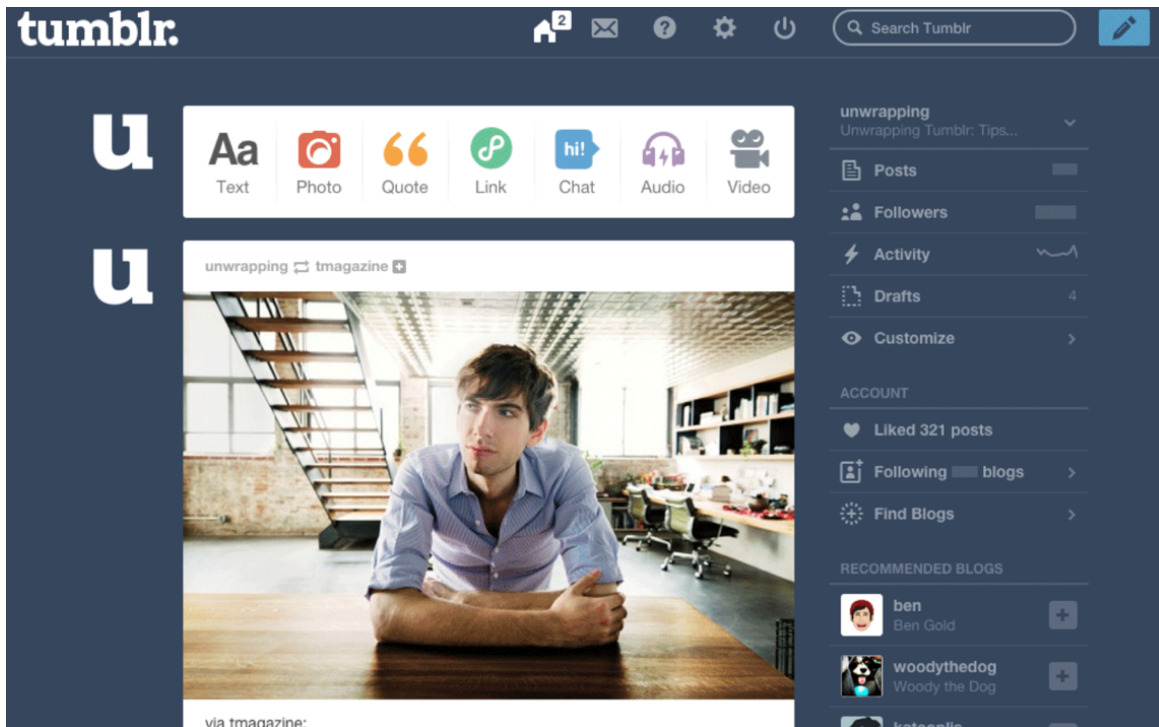 tumblr.
2
?
Search Tumblr
u
Aa
hi!
Text
Photo
Quote
Link
Chat
Audio
Video
u
unwrapping tmagazine
via tmagazine:
unwrapping
Unwrapping Tumblr: Tips...
Posts
Followers
Activity
Drafts 4
Customize
ACCOUNT
Liked 321 posts
Following blogs
Find Blogs
RECOMMENDED BLOGS
ben
Ben Gold
woodythedog
Woody the Dog